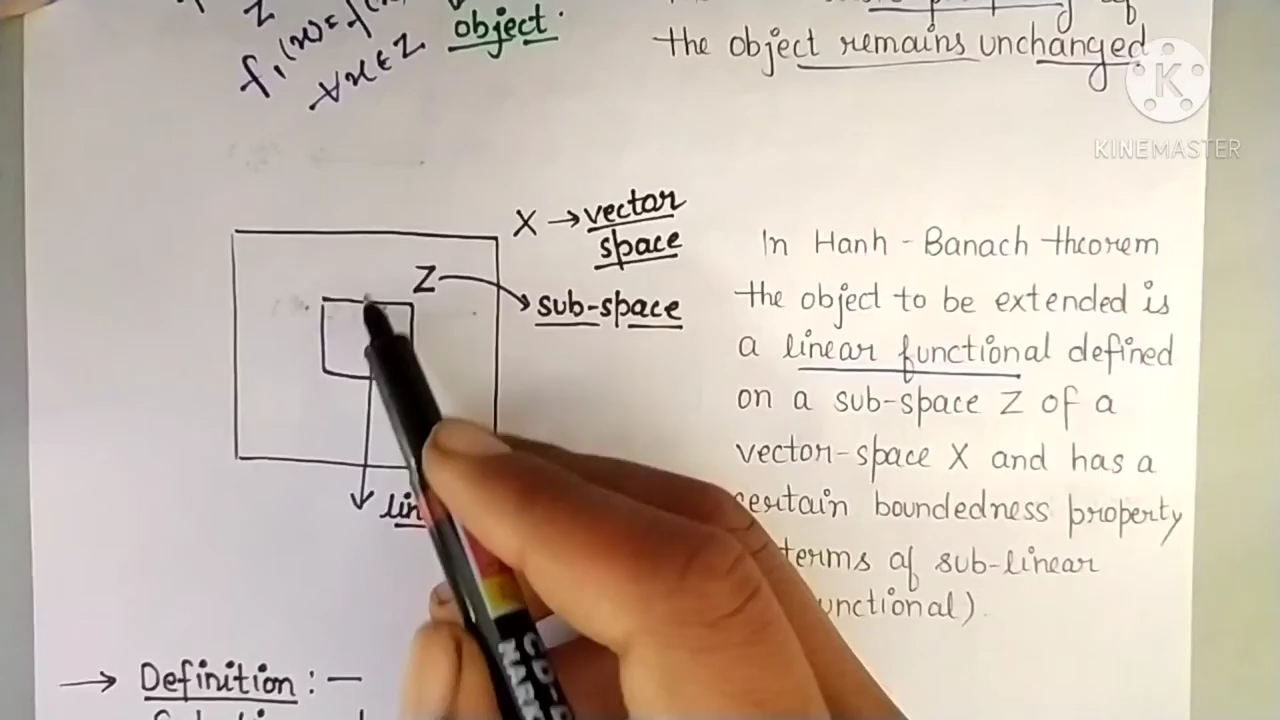 Z
f₁(x)=f(x)
∀x∈Z
object.
the object remains unchanged
KINEMASTER
X → vector
space
Z
sub-space
lin
In Hanh-Banach theorem
the object to be extended is
a linear functional defined
on a sub-space Z of a
vector-space X and has a
certain boundedness property
terms of sub-linear
unctional).
→ Definition : —